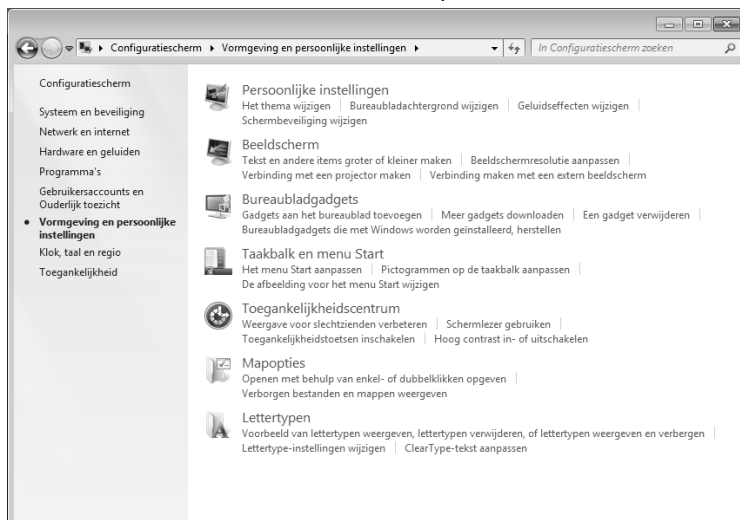 Configuratiescherm ▸ Vormgeving en persoonlijke instellingen ▸
In Configuratiescherm zoeken
Configuratiescherm
Systeem en beveiliging
Netwerk en internet
Hardware en geluiden
Programma's
Gebruikersaccounts en
Ouderlijk toezicht
Vormgeving en persoonlijke
instellingen
Klok, taal en regio
Toegankelijkheid
Persoonlijke instellingen
Het thema wijzigen | Bureaubladachtergrond wijzigen | Geluidseffecten wijzigen |
Schermbeveiliging wijzigen
Beeldscherm
Tekst en andere items groter of kleiner maken | Beeldschermresolutie aanpassen |
Verbinding met een projector maken | Verbinding maken met een extern beeldscherm
Bureaubladgadgets
Gadgets aan het bureaublad toevoegen | Meer gadgets downloaden | Een gadget verwijderen |
Bureaubladgadgets die met Windows worden geïnstalleerd, herstellen
Taakbalk en menu Start
Het menu Start aanpassen | Pictogrammen op de taakbalk aanpassen |
De afbeelding voor het menu Start wijzigen
Toegankelijkheidscentrum
Weergave voor slechtzienden verbeteren | Schermlezer gebruiken |
Toegankelijkheidstoetsen inschakelen | Hoog contrast in- of uitschakelen
Mapopties
Openen met behulp van enkel- of dubbelklikken opgeven |
Verborgen bestanden en mappen weergeven
Lettertypen
Voorbeeld van lettertypen weergeven, lettertypen verwijderen, of lettertypen weergeven en verbergen |
Lettertype-instellingen wijzigen | ClearType-tekst aanpassen